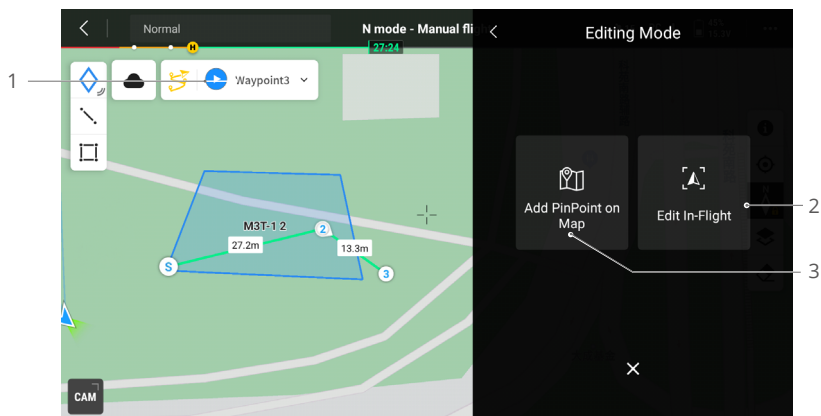 Normal
N mode - Manual fli
27:24
H
Editing Mode
1
Waypoint3
M3T-1 2
2
27.2m
13.3m
S
3
Add PinPoint on
Map
Edit In-Flight
2
3
CAM